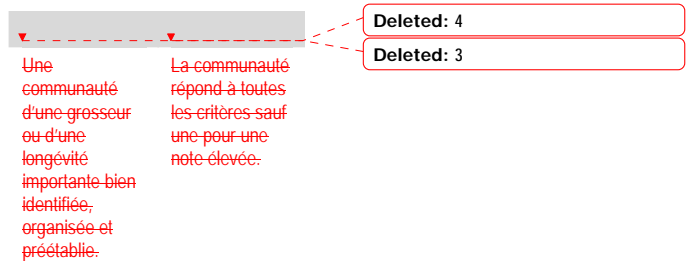 Deleted: 4
Deleted: 3
Une
communauté
d'une grosseur
ou d'une
longévité
importante bien
identifiée,
organisée et
préétablie.
La communauté
répond à toutes
les critères sauf
une pour une
note élevée.